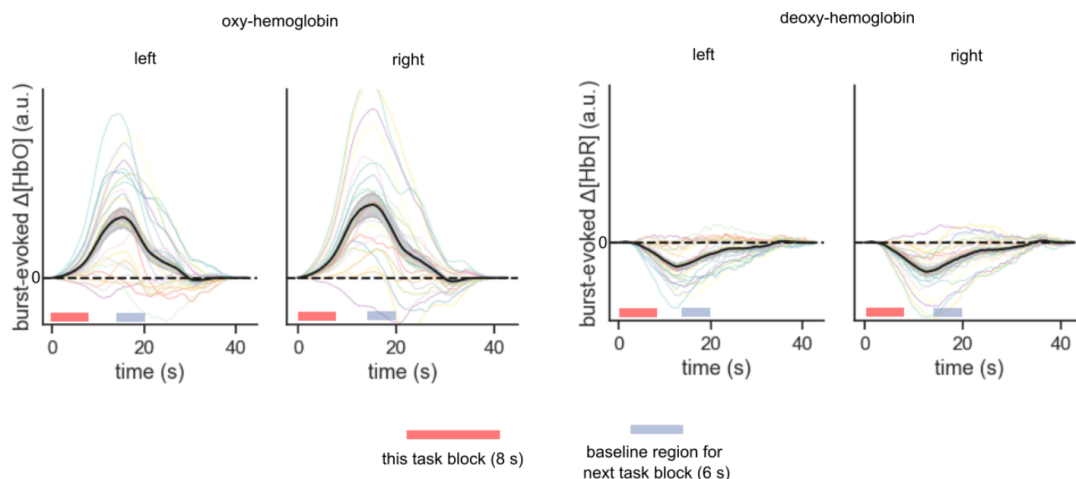 oxy-hemoglobin
left
right
burst-evoked Δ[HbO] (a.u.)
0
0
20
40
time (s)
0
20
40
time (s)
deoxy-hemoglobin
left
right
burst-evoked Δ[HbR] (a.u.)
0
0
20
40
time (s)
0
20
40
time (s)
this task block (8 s)
baseline region for
next task block (6 s)